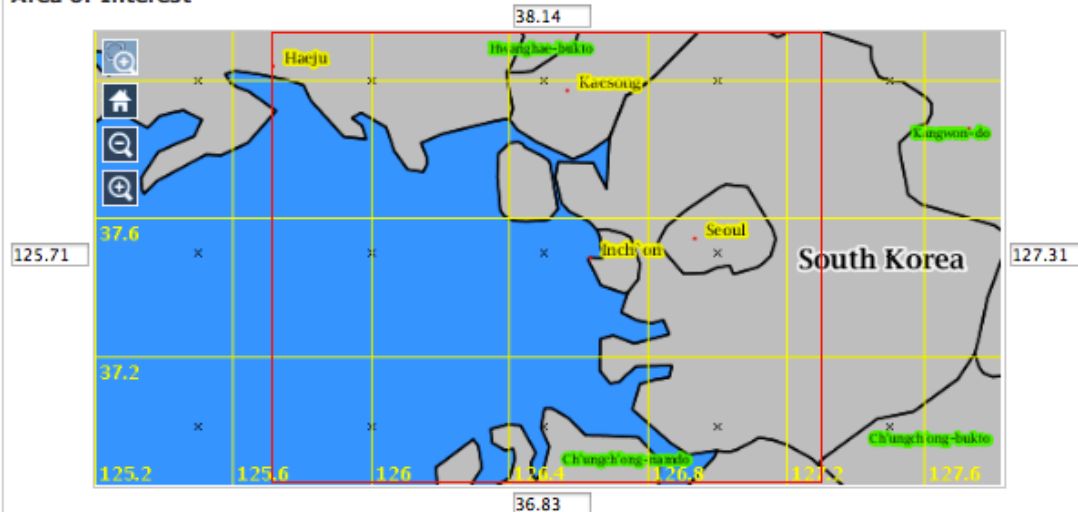 Area of Interest
38.14
Hwanghae-bukto
Haeju
Kaesong
Kangwon-do
37.6
Seoul
Inch`on
125.71
South Korea
127.31
37.2
Ch'ungch'ong-bukto
Ch'ungch'ong-namdo
125.2
125.6
126
126.4
126.8
127.2
127.6
36.83